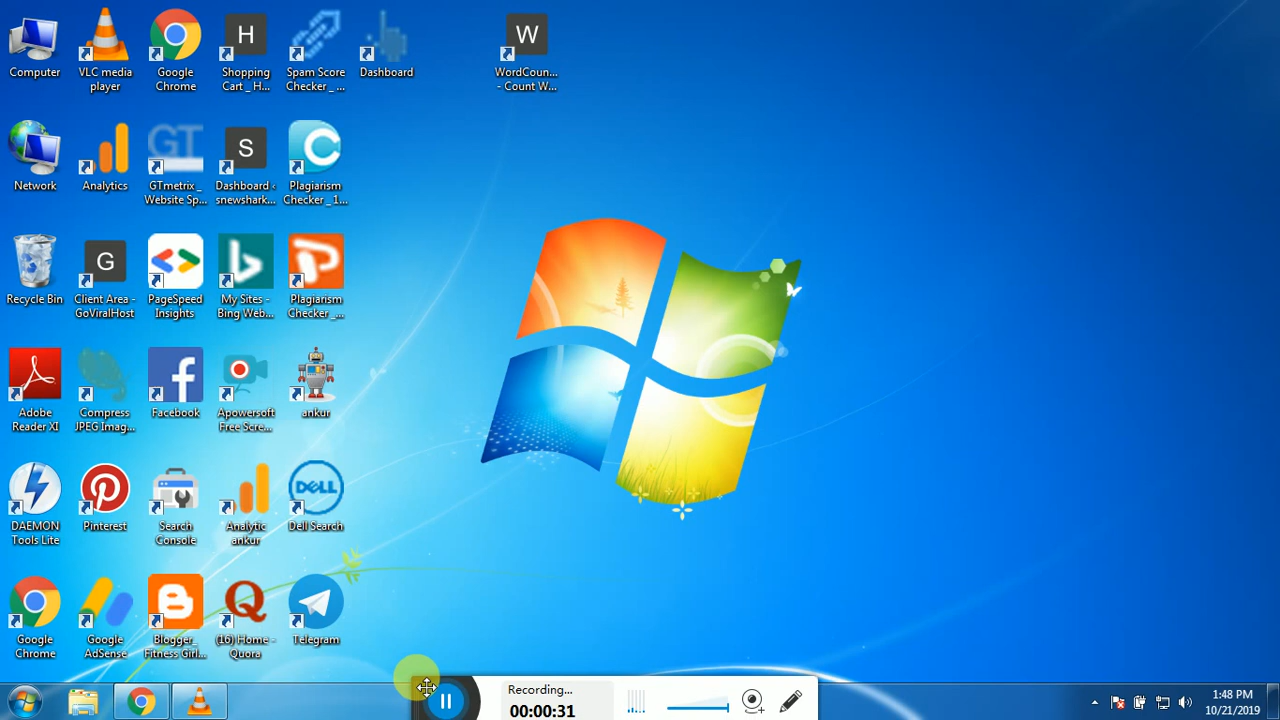 Computer
VLC media
player
Google
Chrome
H
Shopping
Cart _ H...
Spam Score
Checker _ ...
Dashboard
W
WordCoun...
- Count W...
Network
Analytics
GT
GTmetrix _
Website Sp...
S
Dashboard ‹
snewshark...
C
Plagiarism
Checker _ 1...
Recycle Bin
G
Client Area -
GoViralHost
PageSpeed
Insights
b
My Sites -
Bing Web...
P
Plagiarism
Checker _...
Adobe
Reader XI
Compress
JPEG Imag...
f
Facebook
Apowersoft
Free Scre...
ankur
DAEMON
Tools Lite
Pinterest
Search
Console
Analytic
ankur
DELL
Dell Search
Google
Chrome
Google
AdSense
Blogger_
Fitness Girl...
Q
(16) Home -
Quora
Telegram
Recording...
00:00:31
1:48 PM
10/21/2019